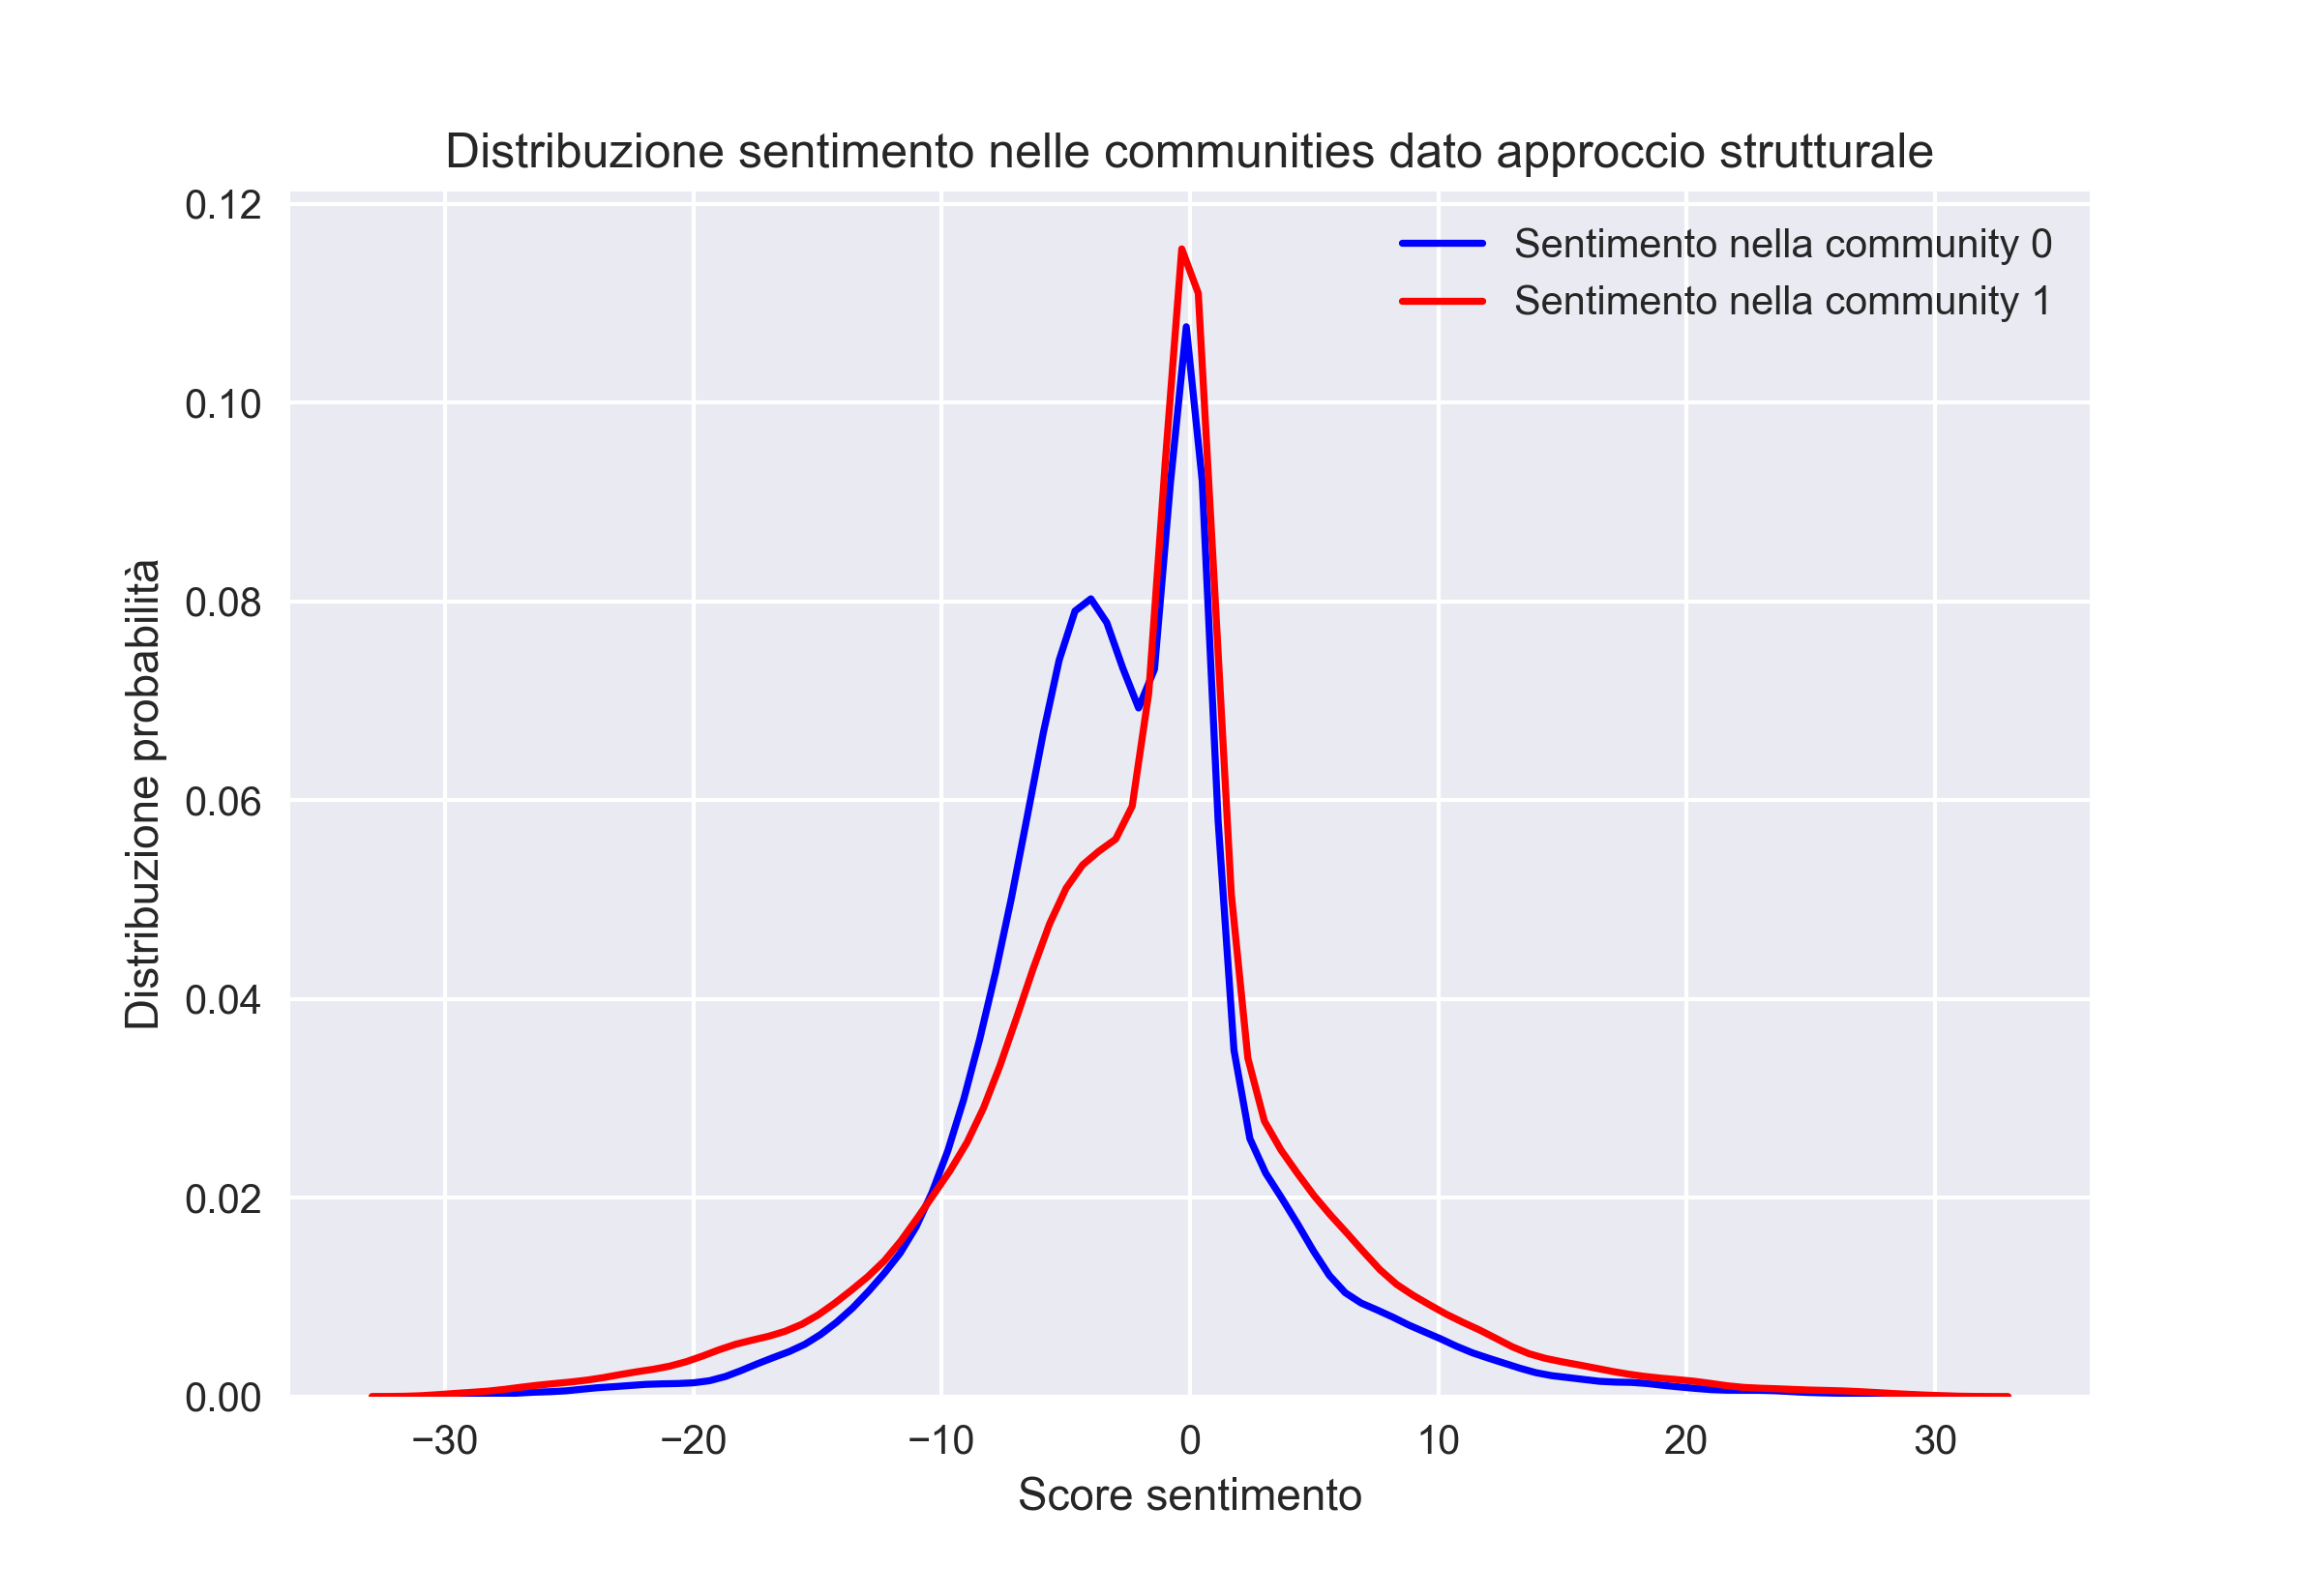 Distribuzione sentimento nelle communities dato approccio strutturale
Sentimento nella community 0
Sentimento nella community 1
Distribuzione probabilità
0.12
0.10
0.08
0.06
0.04
0.02
0.00
−30
−20
−10
0
10
20
30
Score sentimento